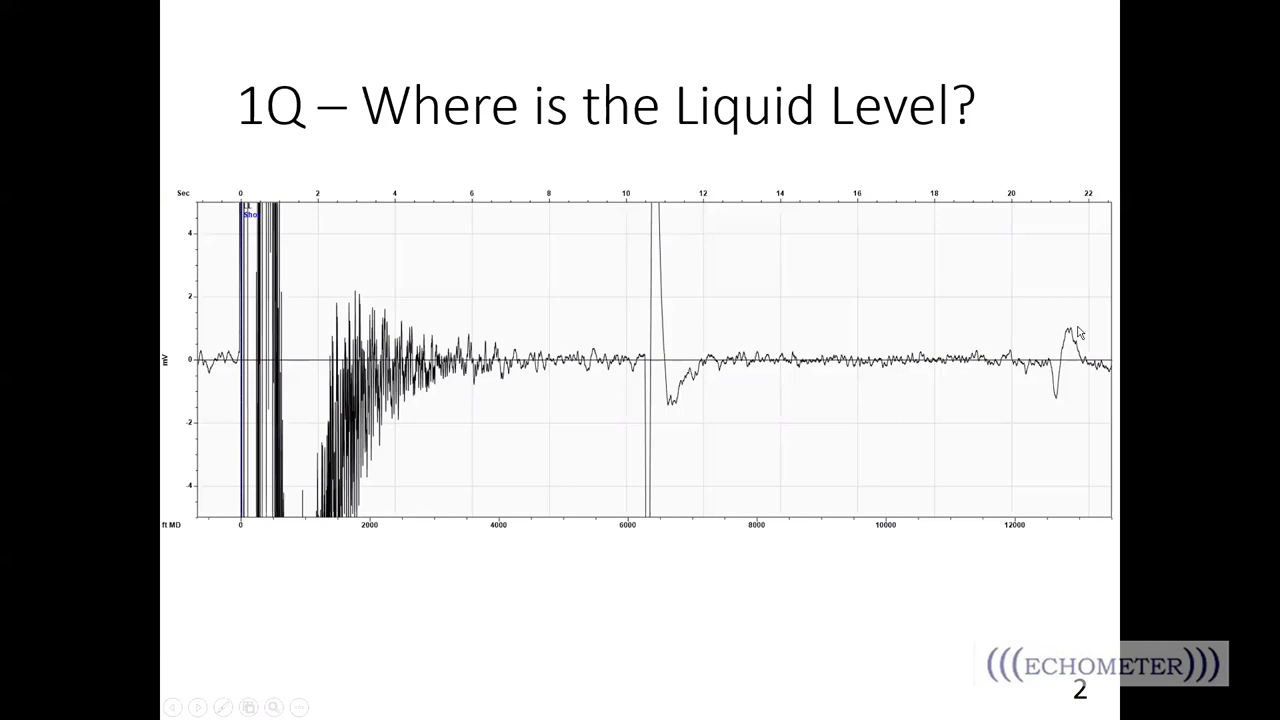 1Q – Where is the Liquid Level?
Sec 0 2 4 6 8 10 12 14 16 18 20 22
LL
4
2
mV 0
-2
-4
ft MD 0 2000 4000 6000 8000 10000 12000
(((ECHOMETER)))
2